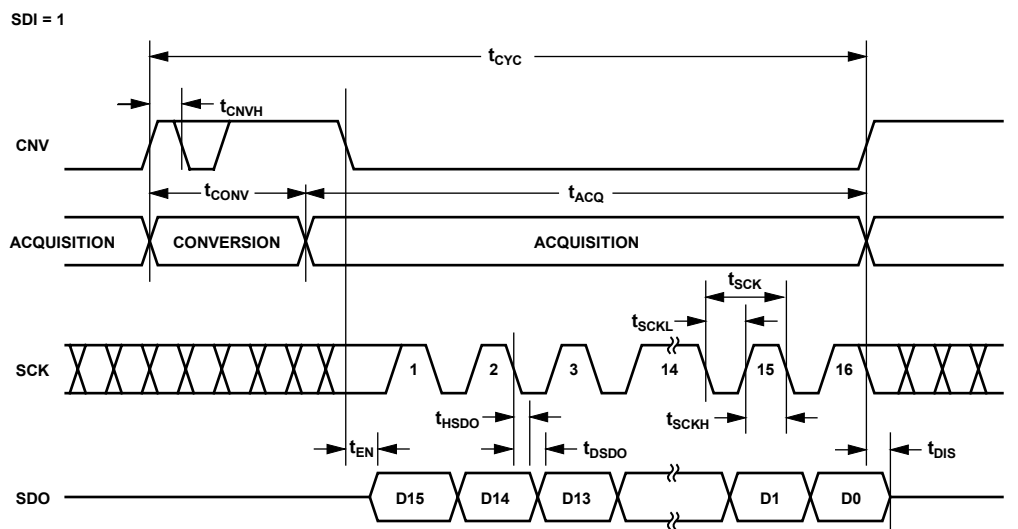 SDI = 1
tCYC
tCNVH
CNV
tCONV
tACQ
ACQUISITION CONVERSION ACQUISITION
tSCK
tSCKL
SCK 1 2 3 14 15 16
tHSDO
tSCKH
tEN
tDSDO
tDIS
SDO D15 D14 D13 D1 D0